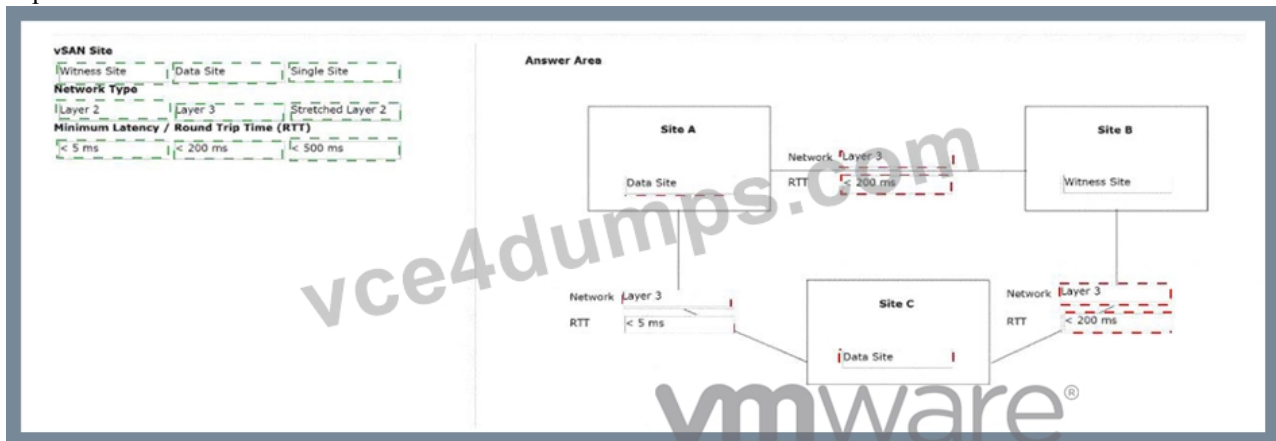 vSAN Site
Witness Site Data Site Single Site
Network Type
Layer 2 Layer 3 Stretched Layer 2
Minimum Latency / Round Trip Time (RTT)
< 5 ms < 200 ms < 500 ms
Answer Area
Site A
Data Site
Network Layer 3
RTT < 200 ms
Site B
Witness Site
Network Layer 3
RTT < 5 ms
Site C
Data Site
Network Layer 3
RTT < 200 ms
vce4dumps.com
vmware®